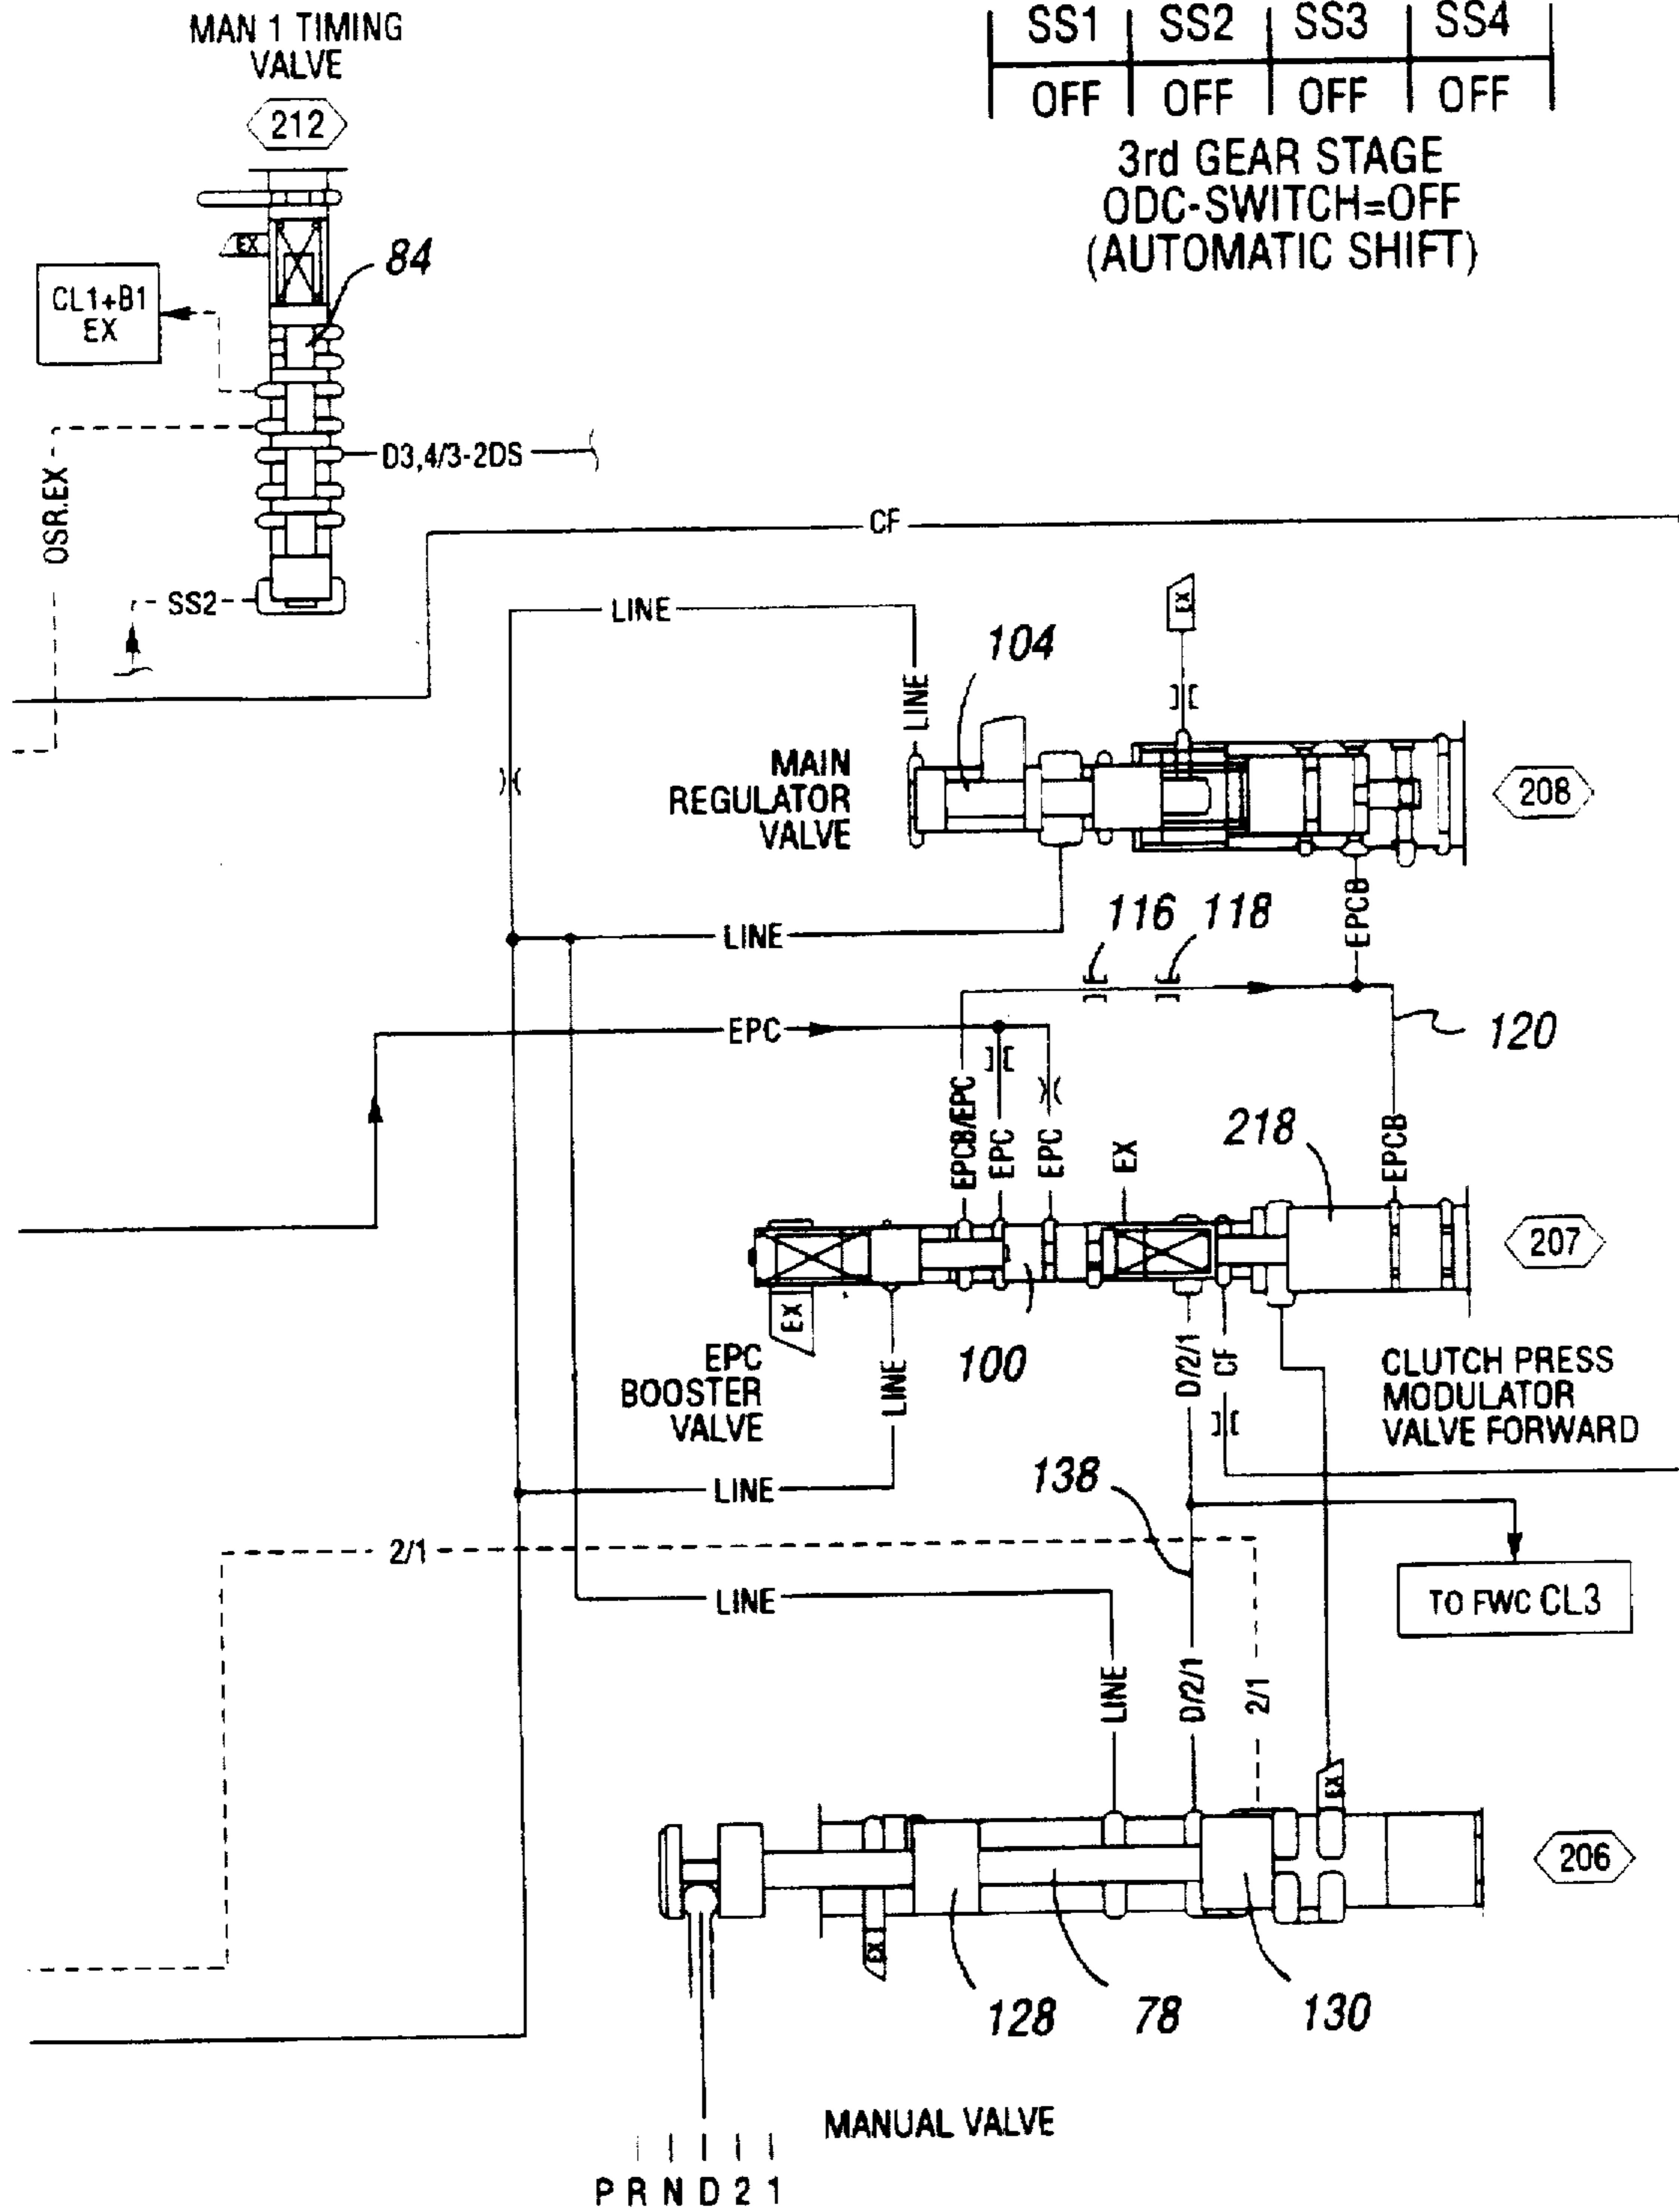 MAN 1 TIMING
VALVE
212
SS1 SS2 SS3 SS4
OFF OFF OFF OFF
3rd GEAR STAGE
ODC-SWITCH=OFF
(AUTOMATIC SHIFT)
EX
84
CL1+B1
EX
D3,4/3-2DS
OSR.EX
CF
SS2
LINE
EX
104
LINE
MAIN
REGULATOR
VALVE
208
EPCB
116 118
LINE
EPC
120
EPCB/EPC
EPC
EPC
EX
218
EPCB
207
EX
EPC
BOOSTER
VALVE
LINE
100
D/2/1
CF
CLUTCH PRESS
MODULATOR
VALVE FORWARD
LINE
138
2/1
LINE
TO FWC CL3
LINE
D/2/1
2/1
EX
206
EX
128 78 130
MANUAL VALVE
P R N D 2 1